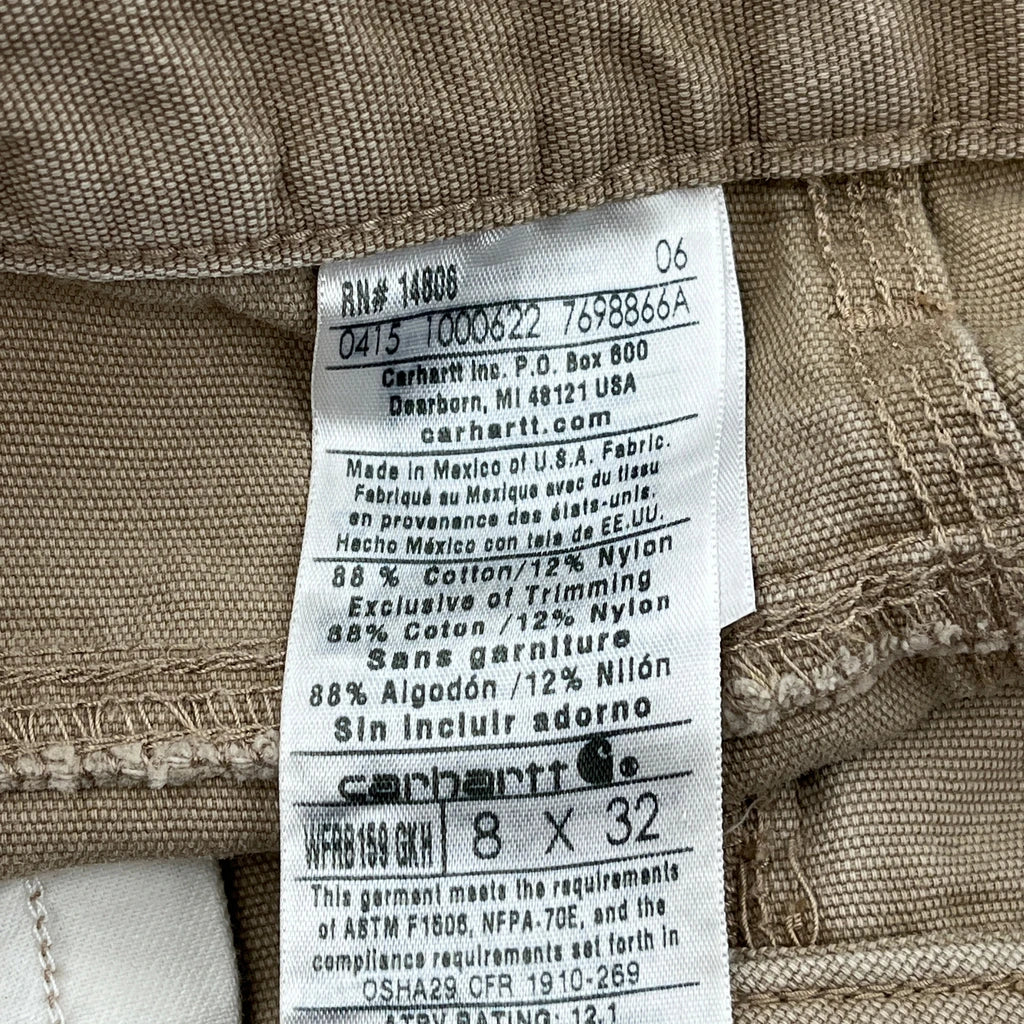 RN# 14806 06
0415 1000622 7698866A
Carhartt Inc. P.O. Box 600
Dearborn, MI 48121 USA
carhartt.com
Made in Mexico of U.S.A. Fabric.
Fabriqué au Mexique avec du tissu
en provenance des états-unis.
Hecho México con tela de EE.UU.
88 % Cotton/12% Nylon
Exclusive of Trimming
88% Coton /12% Nylon
Sans garniture
88% Algodón /12% Nilón
Sin incluir adorno
carhartt
WFRB159 GKH 8 X 32
This garment meets the requirements
of ASTM F1506, NFPA-70E, and the
compliance requirements set forth in
OSHA29 CFR 1910-269
ATPV RATING: 12.1